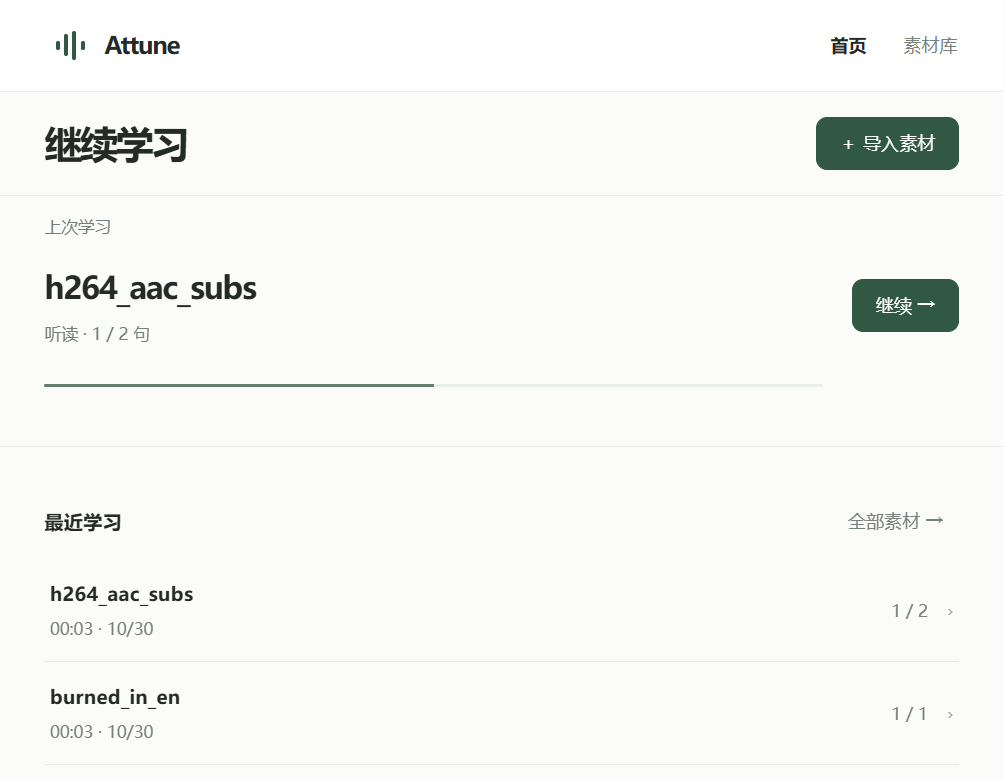 Attune
首页
素材库
继续学习
+ 导入素材
上次学习
h264_aac_subs
听读 · 1 / 2 句
继续 →
最近学习
全部素材 →
h264_aac_subs
00:03 · 10/30
1 / 2 ›
burned_in_en
00:03 · 10/30
1 / 1 ›